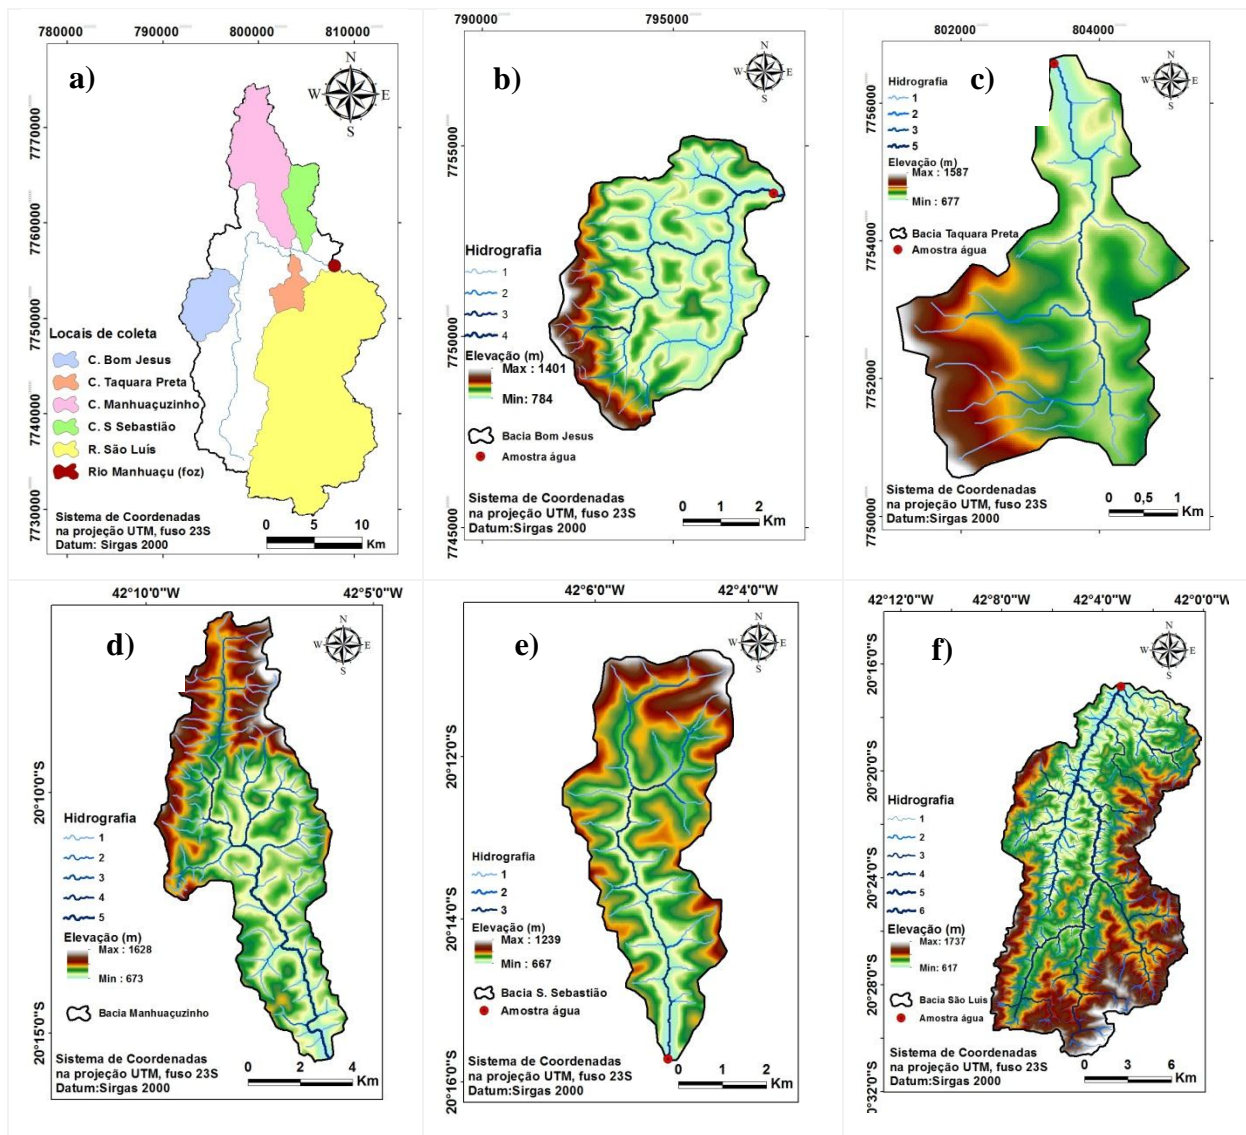 780000 790000 800000 810000
a)
N
W E
S
7770000
7760000
7750000
7740000
7730000
Locais de coleta
C. Bom Jesus
C. Taquara Preta
C. Manhuaçuzinho
C. S Sebastião
R. São Luís
Rio Manhuaçu (foz)
Sistema de Coordenadas
na projeção UTM, fuso 23S
Datum: Sirgas 2000
0 5 10
Km
790000 795000
b)
N
W E
S
7755000
7750000
7745000
Hidrografia
1
2
3
4
Elevação (m)
Max : 1401
Min: 784
Bacia Bom Jesus
Amostra água
Sistema de Coordenadas
na projeção UTM, fuso 23S
Datum:Sirgas 2000
0 1 2
Km
802000 804000
c)
N
W E
S
7756000
7754000
7752000
7750000
Hidrografia
1
2
3
4
5
Elevação (m)
Max : 1587
Min : 677
Bacia Taquara Preta
Amostra água
Sistema de Coordenadas
na projeção UTM, fuso 23S
Datum:Sirgas 2000
0 0,5 1
Km
42°10'0"W 42°5'0"W
d)
N
W E
S
20°10'0"S
20°15'0"S
Hidrografia
1
2
3
4
5
Elevação (m)
Max : 1628
Min : 673
Bacia Manhuaçuzinho
Sistema de Coordenadas
na projeção UTM, fuso 23S
Datum:Sirgas 2000
0 2 4
Km
42°6'0"W 42°4'0"W
e)
N
W E
S
20°12'0"S
20°14'0"S
20°16'0"S
Hidrografia
1
2
3
Elevação (m)
Max : 1239
Min : 667
Bacia S. Sebastião
Amostra água
Sistema de Coordenadas
na projeção UTM, fuso 23S
Datum:Sirgas 2000
0 1 2
Km
42°12'0"W 42°8'0"W 42°4'0"W 42°0'0"W
f)
N
W E
S
20°16'0"S
20°20'0"S
20°24'0"S
20°28'0"S
20°32'0"S
Hidrografia
1
2
3
4
5
6
Elevação (m)
Max : 1737
Min : 617
Bacia São Luis
Amostra água
Sistema de Coordenadas
na projeção UTM, fuso 23S
Datum:Sirgas 2000
0 3 6
Km